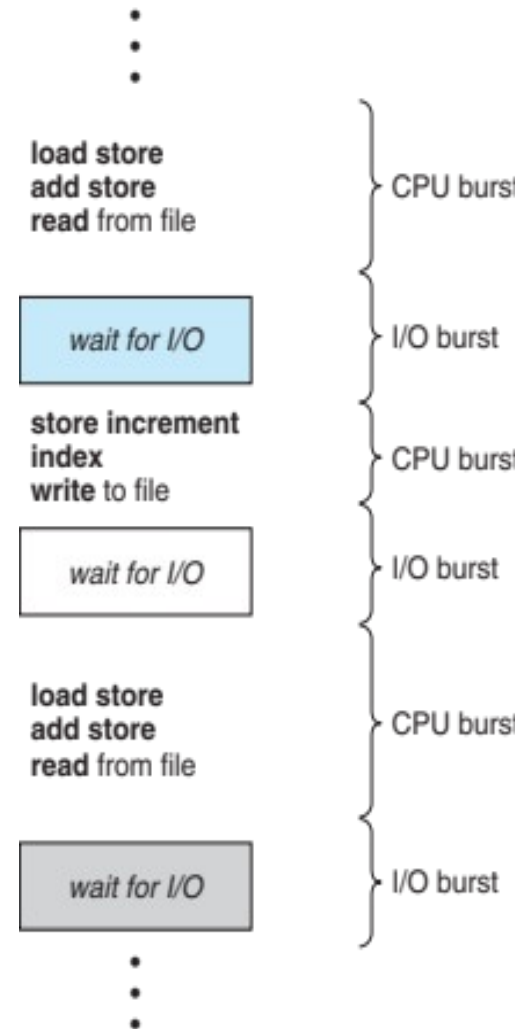 load store
add store
read from file
CPU burst
wait for I/O
I/O burst
store increment
index
write to file
CPU burst
wait for I/O
I/O burst
load store
add store
read from file
CPU burst
wait for I/O
I/O burst